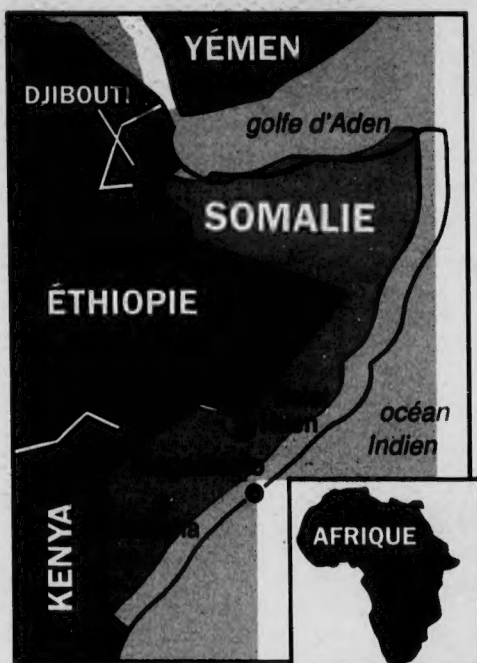 YÉMEN
DJIBOUTI
golfe d'Aden
SOMALIE
ÉTHIOPIE
océan
Indien
KENYA
AFRIQUE